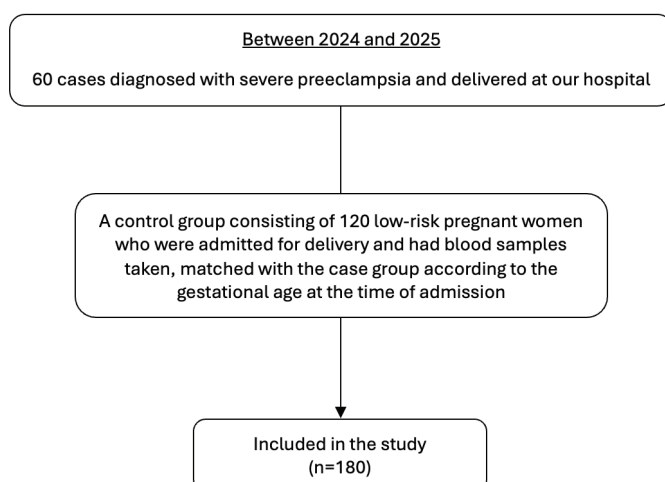 Between 2024 and 2025
60 cases diagnosed with severe preeclampsia and delivered at our hospital
A control group consisting of 120 low-risk pregnant women
who were admitted for delivery and had blood samples
taken, matched with the case group according to the
gestational age at the time of admission
Included in the study
(n=180)